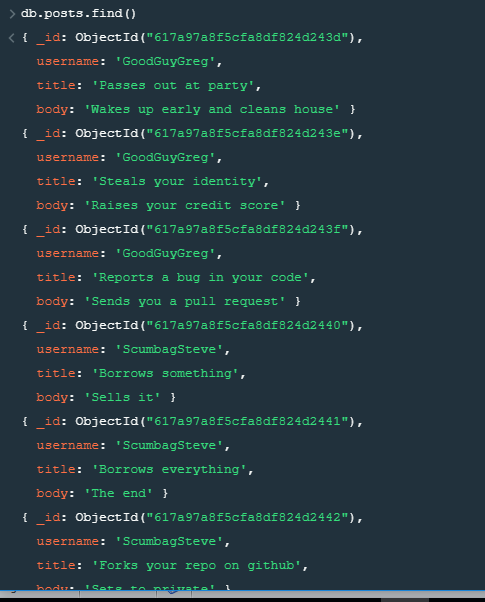 > db.posts.find()
< { _id: ObjectId("617a97a8f5cfa8df824d243d"),
username: 'GoodGuyGreg',
title: 'Passes out at party',
body: 'Wakes up early and cleans house' }
{ _id: ObjectId("617a97a8f5cfa8df824d243e"),
username: 'GoodGuyGreg',
title: 'Steals your identity',
body: 'Raises your credit score' }
{ _id: ObjectId("617a97a8f5cfa8df824d243f"),
username: 'GoodGuyGreg',
title: 'Reports a bug in your code',
body: 'Sends you a pull request' }
{ _id: ObjectId("617a97a8f5cfa8df824d2440"),
username: 'ScumbagSteve',
title: 'Borrows something',
body: 'Sells it' }
{ _id: ObjectId("617a97a8f5cfa8df824d2441"),
username: 'ScumbagSteve',
title: 'Borrows everything',
body: 'The end' }
{ _id: ObjectId("617a97a8f5cfa8df824d2442"),
username: 'ScumbagSteve',
title: 'Forks your repo on github',
body: 'Sets to private' }